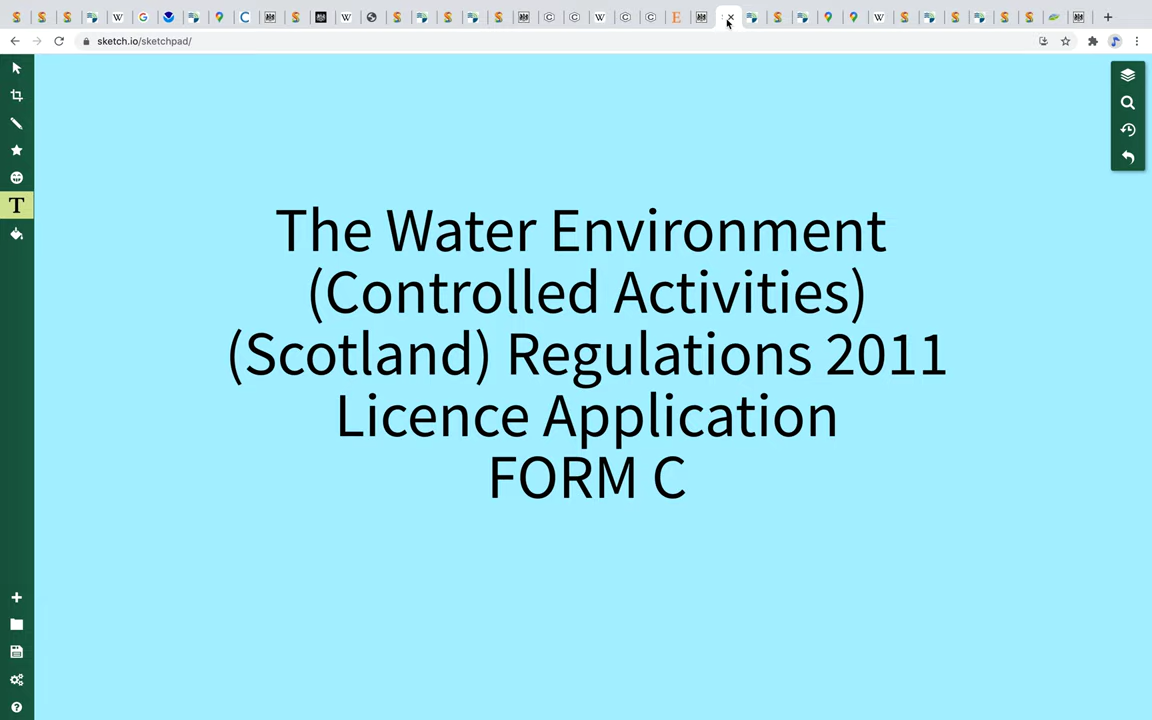 sketch.io/sketchpad/
The Water Environment
(Controlled Activities)
(Scotland) Regulations 2011
Licence Application
FORM C